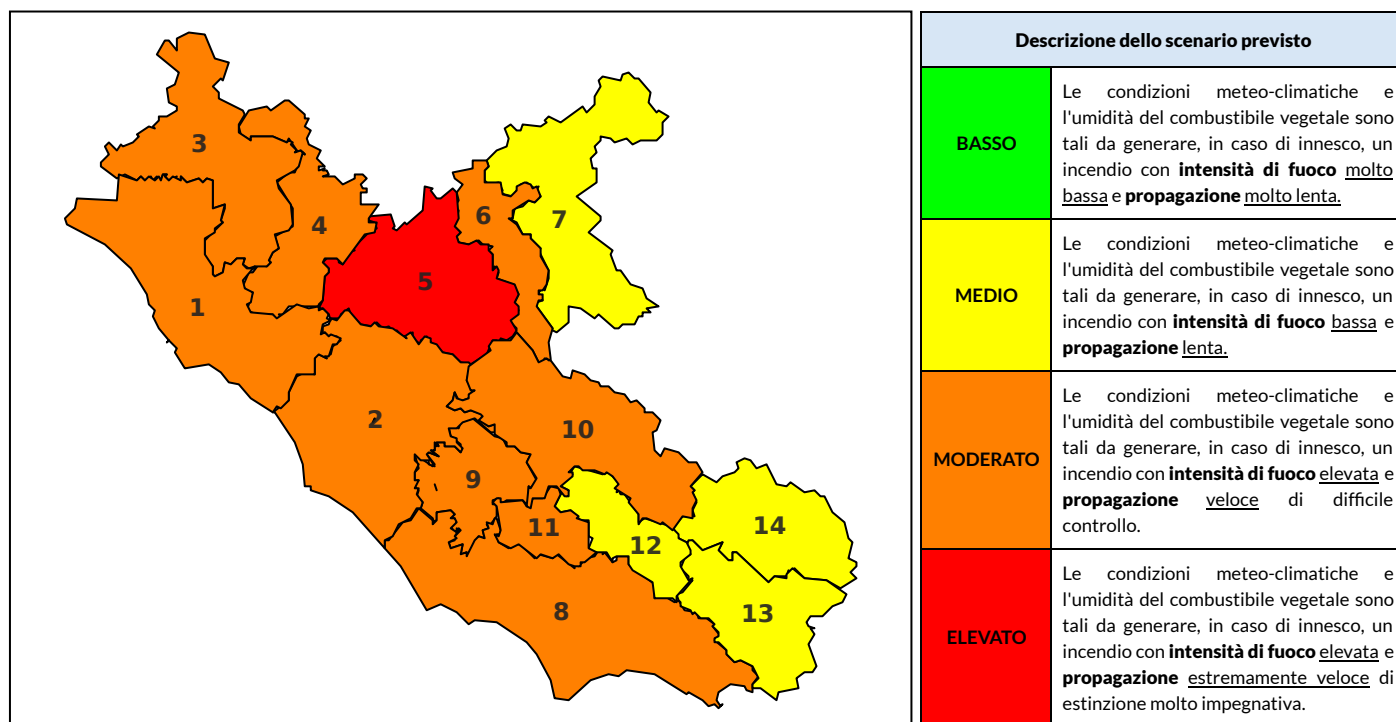 3
4
6
7
5
1
2
10
9
11
12
14
8
13
Descrizione dello scenario previsto
BASSO
Le condizioni meteo-climatiche e
l'umidità del combustibile vegetale sono
tali da generare, in caso di innesco, un
incendio con intensità di fuoco molto
bassa e propagazione molto lenta.
MEDIO
Le condizioni meteo-climatiche e
l'umidità del combustibile vegetale sono
tali da generare, in caso di innesco, un
incendio con intensità di fuoco bassa e
propagazione lenta.
MODERATO
Le condizioni meteo-climatiche e
l'umidità del combustibile vegetale sono
tali da generare, in caso di innesco, un
incendio con intensità di fuoco elevata e
propagazione veloce di difficile
controllo.
ELEVATO
Le condizioni meteo-climatiche e
l'umidità del combustibile vegetale sono
tali da generare, in caso di innesco, un
incendio con intensità di fuoco elevata e
propagazione estremamente veloce di
estinzione molto impegnativa.